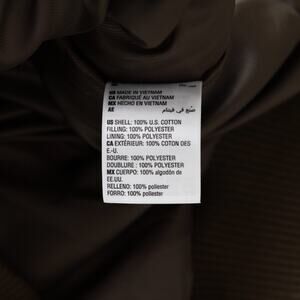 US MADE IN VIETNAM
CA FABRIQUÉ AU VIETNAM
MX HECHO EN VIETNAM
AE صنع في فيتنام
US SHELL: 100% U.S. COTTON
FILLING: 100% POLYESTER
LINING: 100% POLYESTER
CA EXTÉRIEUR: 100% COTON DES
E.-U.
BOURRE: 100% POLYESTER
DOUBLURE: 100% POLYESTER
MX CUERPO: 100% algodón de
EE.UU.
RELLENO: 100% poliester
FORRO: 100% poliester